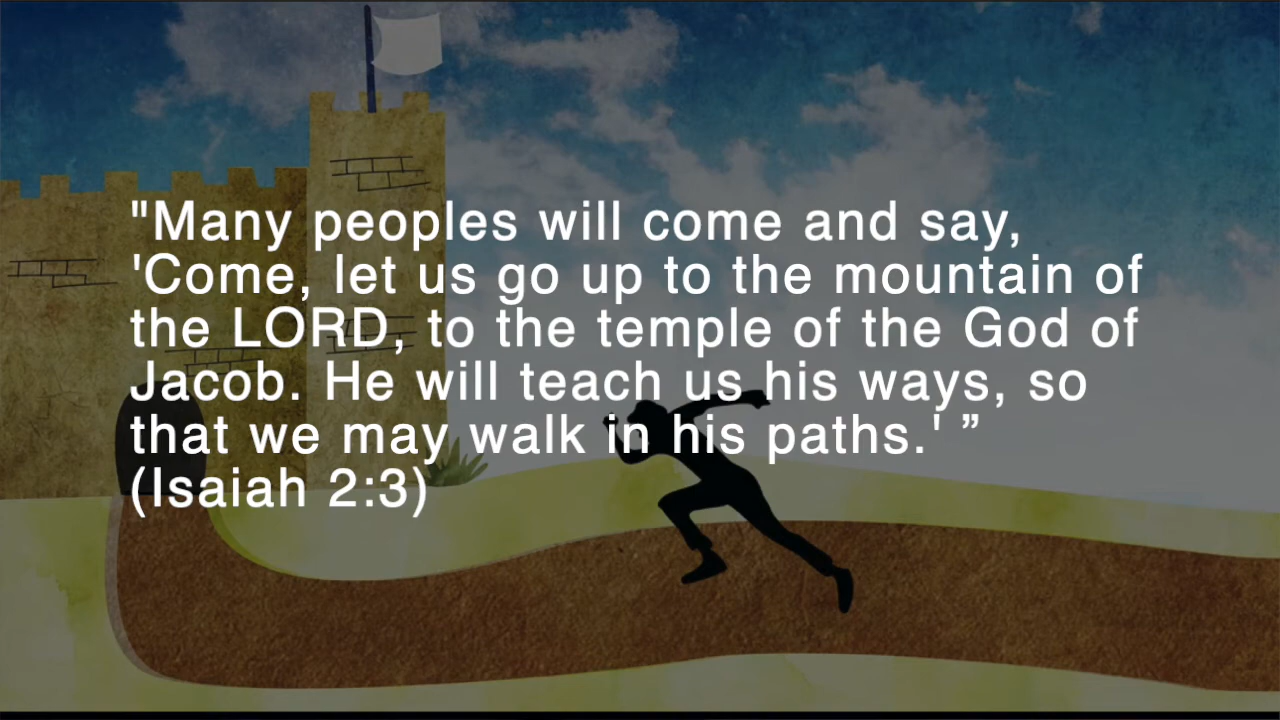 "Many peoples will come and say,
'Come, let us go up to the mountain of
the LORD, to the temple of the God of
Jacob. He will teach us his ways, so
that we may walk in his paths.' ”
(Isaiah 2:3)